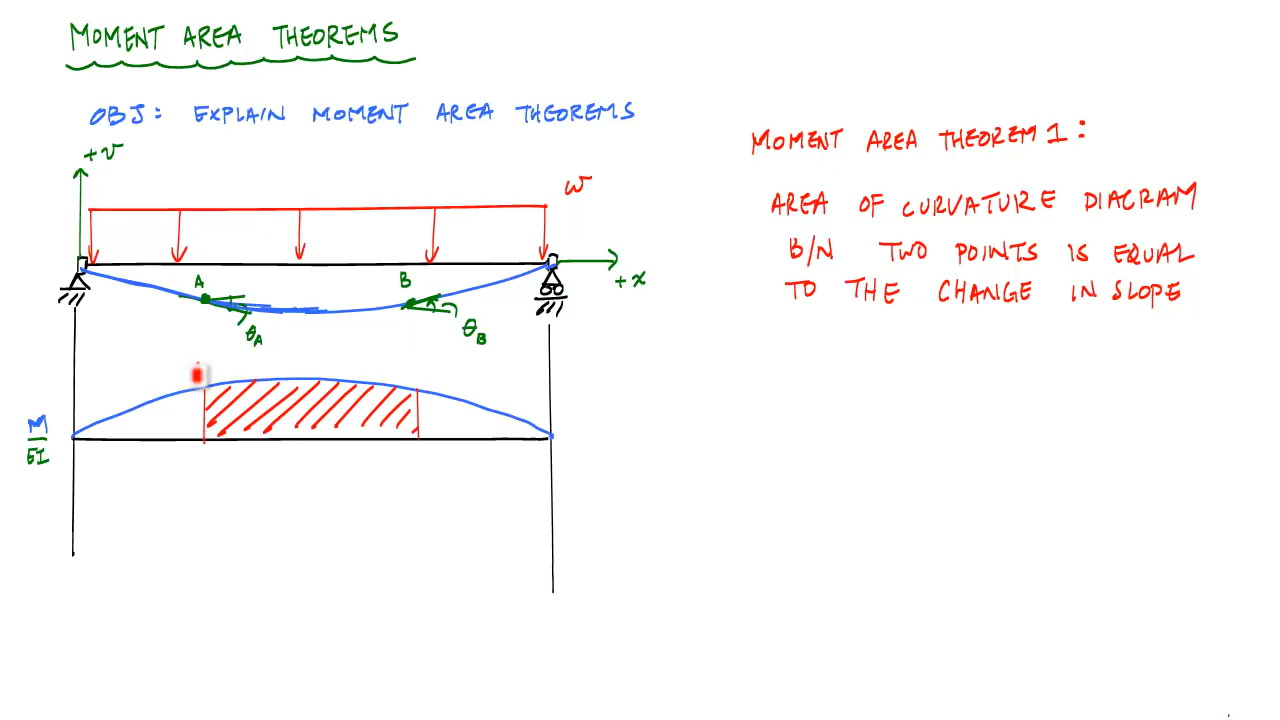 MOMENT AREA THEOREMS
OBJ: EXPLAIN MOMENT AREA THEOREMS
+v
w
A
B
+x
θA
θB
M
EI
MOMENT AREA THEOREM 1:
AREA OF CURVATURE DIAGRAM
B/N TWO POINTS IS EQUAL
TO THE CHANGE IN SLOPE